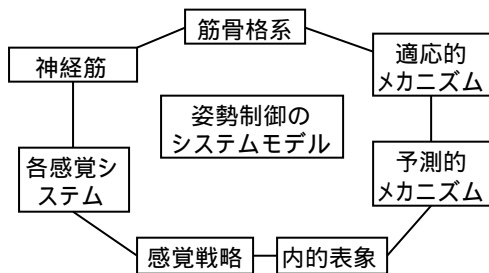 筋骨格系
神経筋
適応的
メカニズム
姿勢制御の
システムモデル
各感覚シ
ステム
予測的
メカニズム
感覚戦略
内的表象